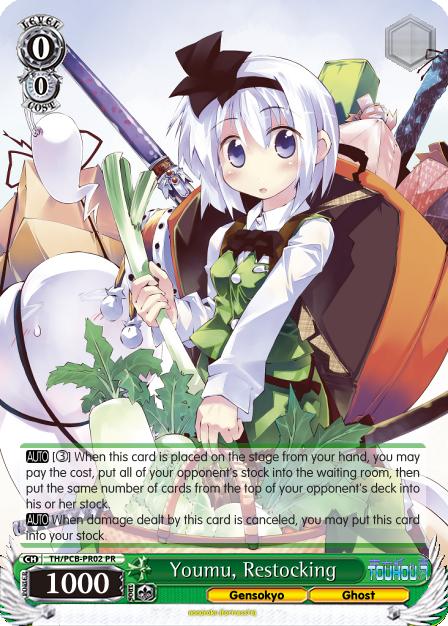 LEVEL
0
0
COST
AUTO [③] When this card is placed on the stage from your hand, you may
pay the cost, put all of your opponent's stock into the waiting room, then
put the same number of cards from the top of your opponent's deck into
his or her stock.
AUTO When damage dealt by this card is canceled, you may put this card
into your stock.
CH TH/PCB-PR02 PR
POWER 1000 SOUL Youmu, Restocking TOUHOU
Gensokyo Ghost